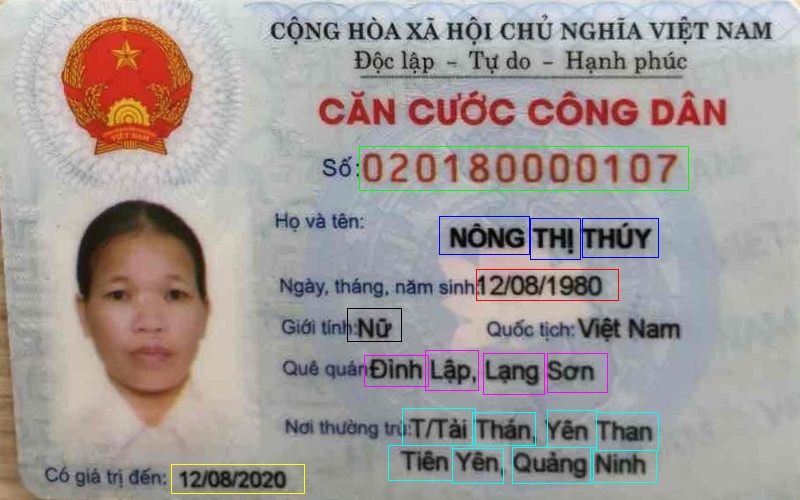 CỘNG HÒA XÃ HỘI CHỦ NGHĨA VIỆT NAM
Độc lập - Tự do - Hạnh phúc
CĂN CƯỚC CÔNG DÂN
Số: 020180000107
Họ và tên:
NÔNG THỊ THÚY
Ngày, tháng, năm sinh: 12/08/1980
Giới tính: Nữ Quốc tịch: Việt Nam
Quê quán: Đình Lập, Lạng Sơn
Nơi thường trú: T/Tài Thán, Yên Than
Tiên Yên, Quảng Ninh
Có giá trị đến: 12/08/2020